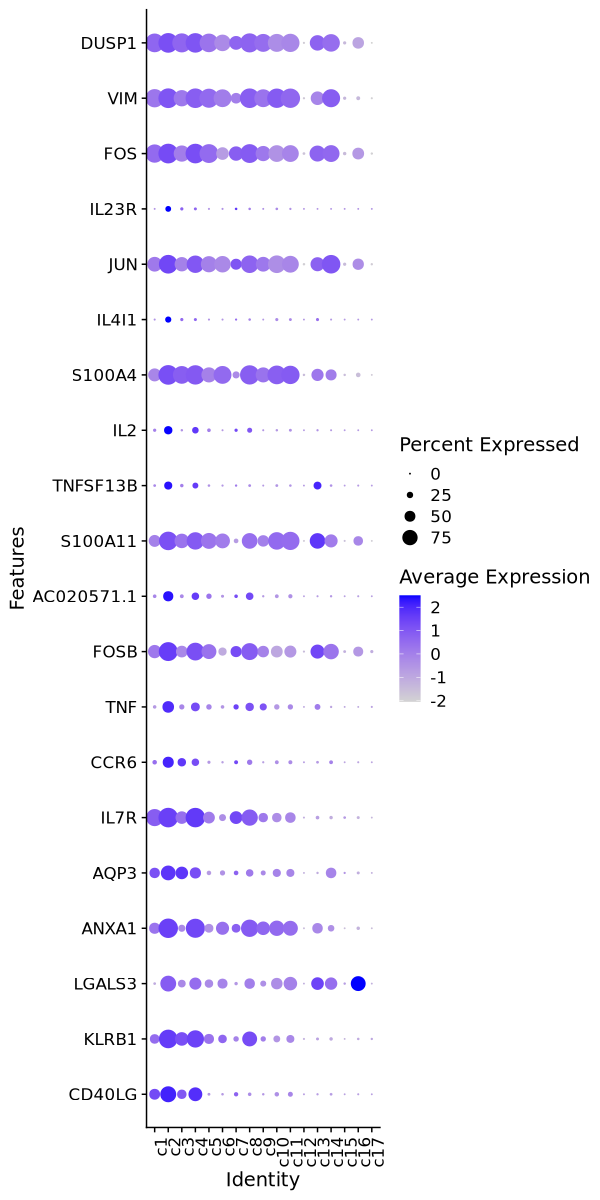 DUSP1
VIM
FOS
IL23R
JUN
IL4I1
S100A4
IL2
TNFSF13B
S100A11
AC020571.1
FOSB
TNF
CCR6
IL7R
AQP3
ANXA1
LGALS3
KLRB1
CD40LG
Features
c1
c2
c3
c4
c5
c6
c7
c8
c9
c10
c11
c12
c13
c14
c15
c16
c17
Identity
Percent Expressed
0
25
50
75
Average Expression
2
1
0
-1
-2